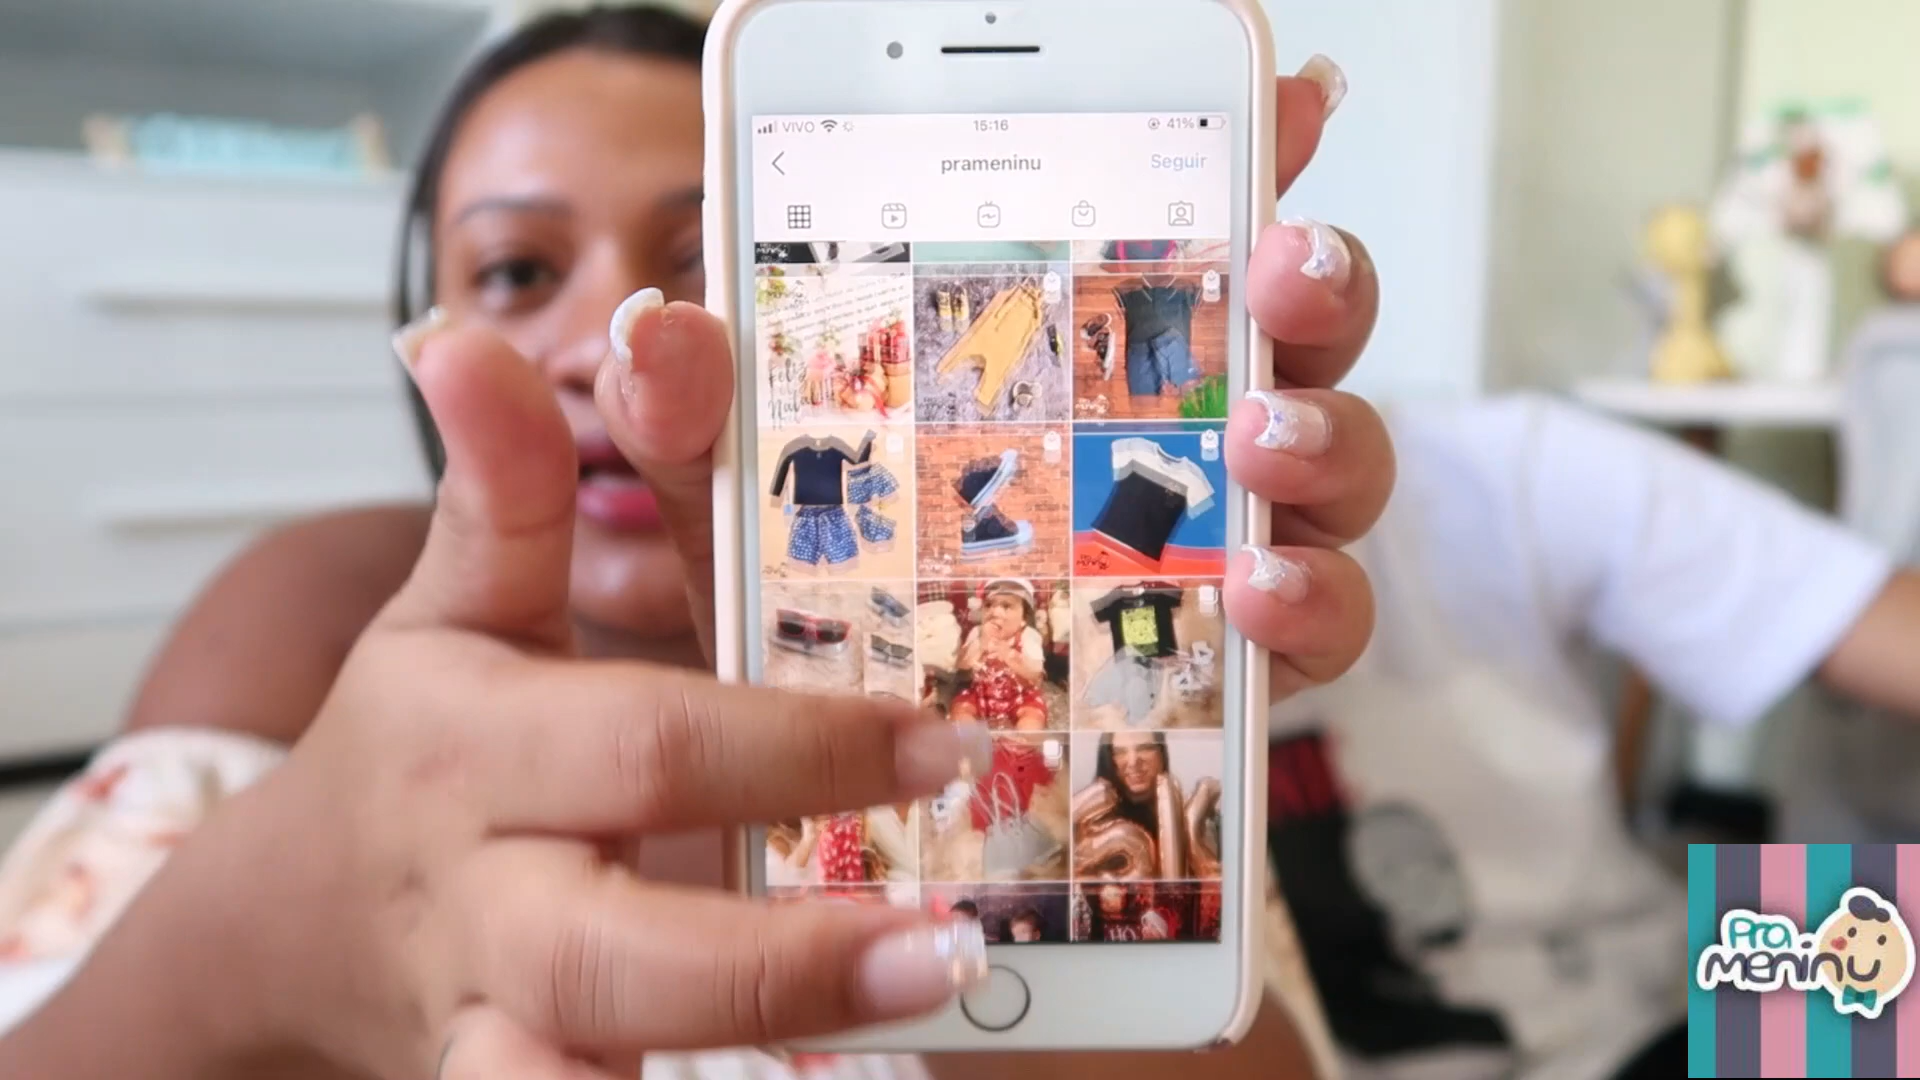 VIVO 15:16 41%
prameninu Seguir
Feliz
Natal
Pra
Meninu